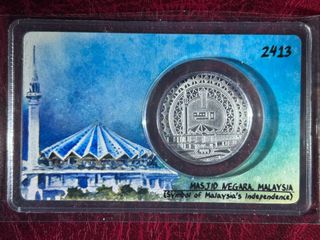 2413
MASJID NEGARA, MALAYSIA
(Symbol of Malaysia's Independence)